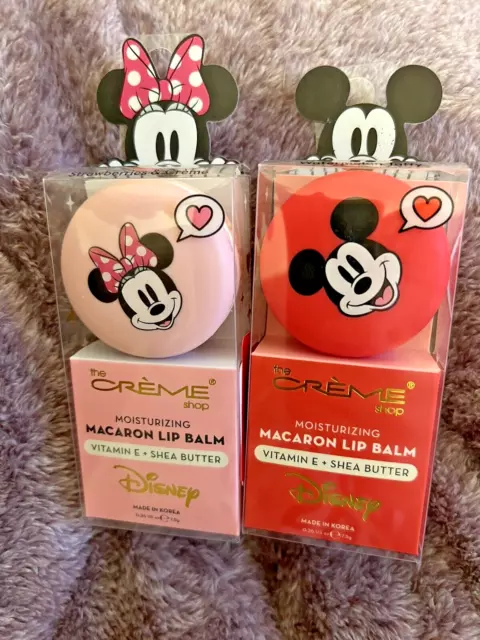 Strawberries & Crème
the
CRÈME®
shop
MOISTURIZING
MACARON LIP BALM
VITAMIN E + SHEA BUTTER
Disney
MADE IN KOREA
the
CRÈME®
shop
MOISTURIZING
MACARON LIP BALM
VITAMIN E + SHEA BUTTER
Disney
MADE IN KOREA